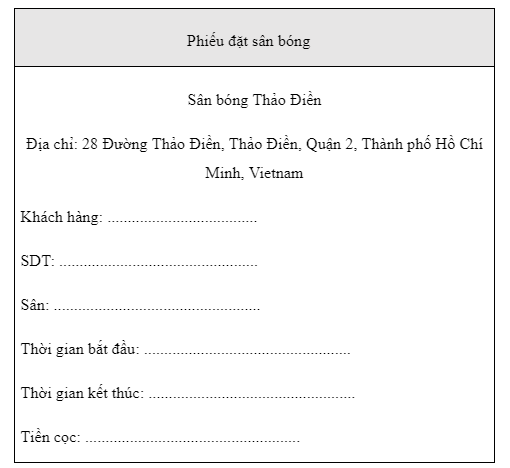 Phiếu đặt sân bóng
Sân bóng Thảo Điền
Địa chỉ: 28 Đường Thảo Điền, Thảo Điền, Quận 2, Thành phố Hồ Chí
Minh, Vietnam
Khách hàng: .....................................
SDT: .................................................
Sân: ...................................................
Thời gian bắt đầu: ...................................................
Thời gian kết thúc: ...................................................
Tiền cọc: .....................................................